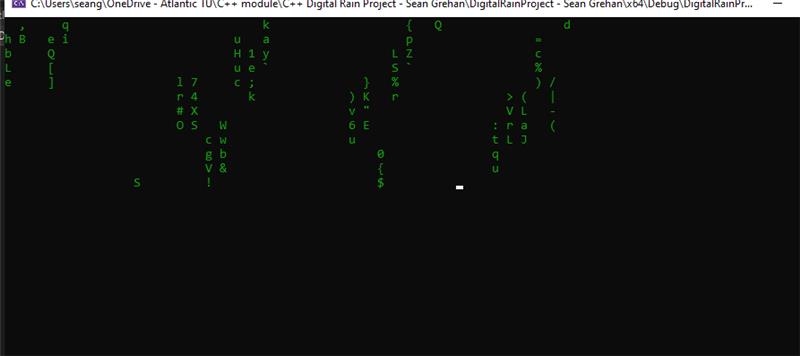 C:\Users\seang\OneDrive - Atlantic TU\C++ module\C++ Digital Rain Project - Sean Grehan\DigitalRainProject - Sean Grehan\x64\Debug\DigitalRainPr...
, q k { Q d
h B e i u a p =
b Q H 1 y L Z c
L [ u e ` S ` %
e ] l 7 c ; } % ) /
r 4 k ) K r > ( |
# X v " V L -
O S W 6 E : r a (
c w u t L J
g b 0 q
V & { u
S ! $